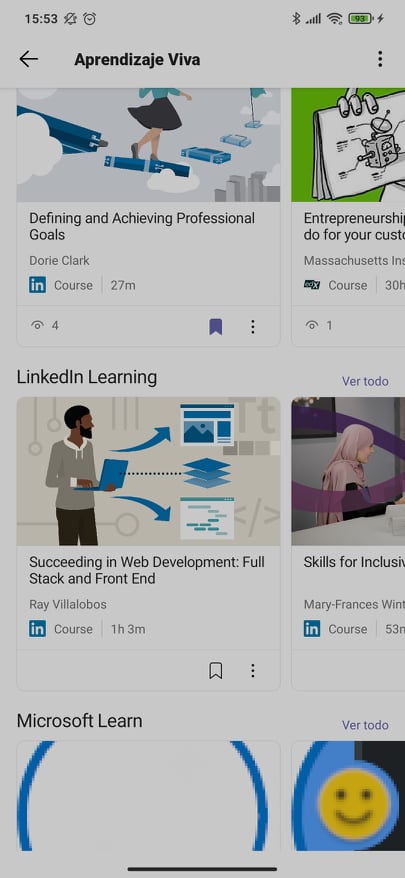 15:53
93
Aprendizaje Viva
Defining and Achieving Professional
Goals
Dorie Clark
in Course 27m
4
Entrepreneurship
do for your custo
Massachusetts Ins
edX Course 30h
1
LinkedIn Learning
Ver todo
Tt
</>
Succeeding in Web Development: Full
Stack and Front End
Ray Villalobos
in Course 1h 3m
Skills for Inclusiv
Mary-Frances Wint
in Course 53m
Microsoft Learn
Ver todo